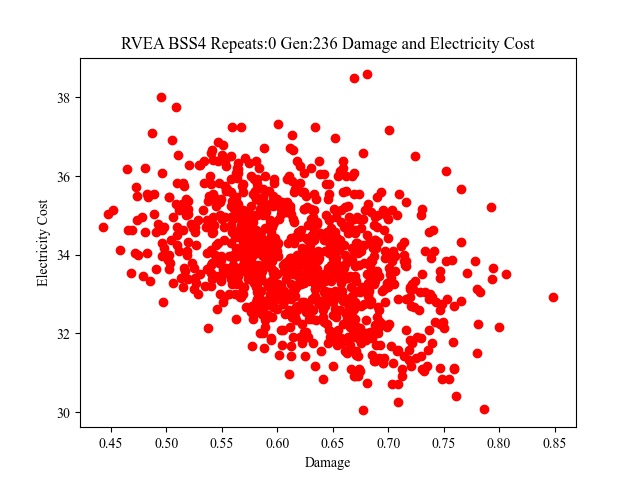 RVEA BSS4 Repeats:0 Gen:236 Damage and Electricity Cost
38
36
34
32
30
Electricity Cost
0.45 0.50 0.55 0.60 0.65 0.70 0.75 0.80 0.85
Damage